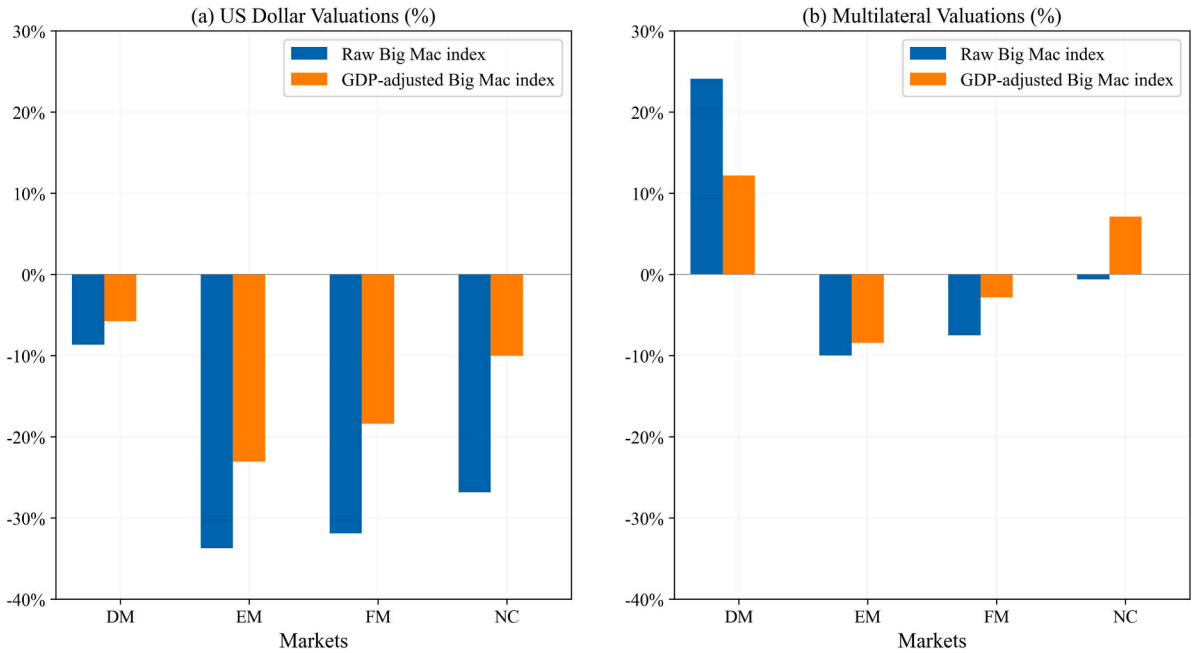 (a) US Dollar Valuations (%)
30%
20%
10%
0%
-10%
-20%
-30%
-40%
Raw Big Mac index
GDP-adjusted Big Mac index
DM EM FM NC
Markets
(b) Multilateral Valuations (%)
30%
20%
10%
0%
-10%
-20%
-30%
-40%
Raw Big Mac index
GDP-adjusted Big Mac index
DM EM FM NC
Markets